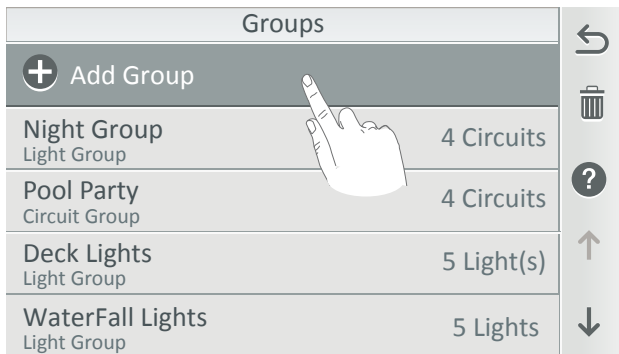 Groups
Add Group
Night Group
Light Group
4 Circuits
Pool Party
Circuit Group
4 Circuits
Deck Lights
Light Group
5 Light(s)
WaterFall Lights
Light Group
5 Lights
?